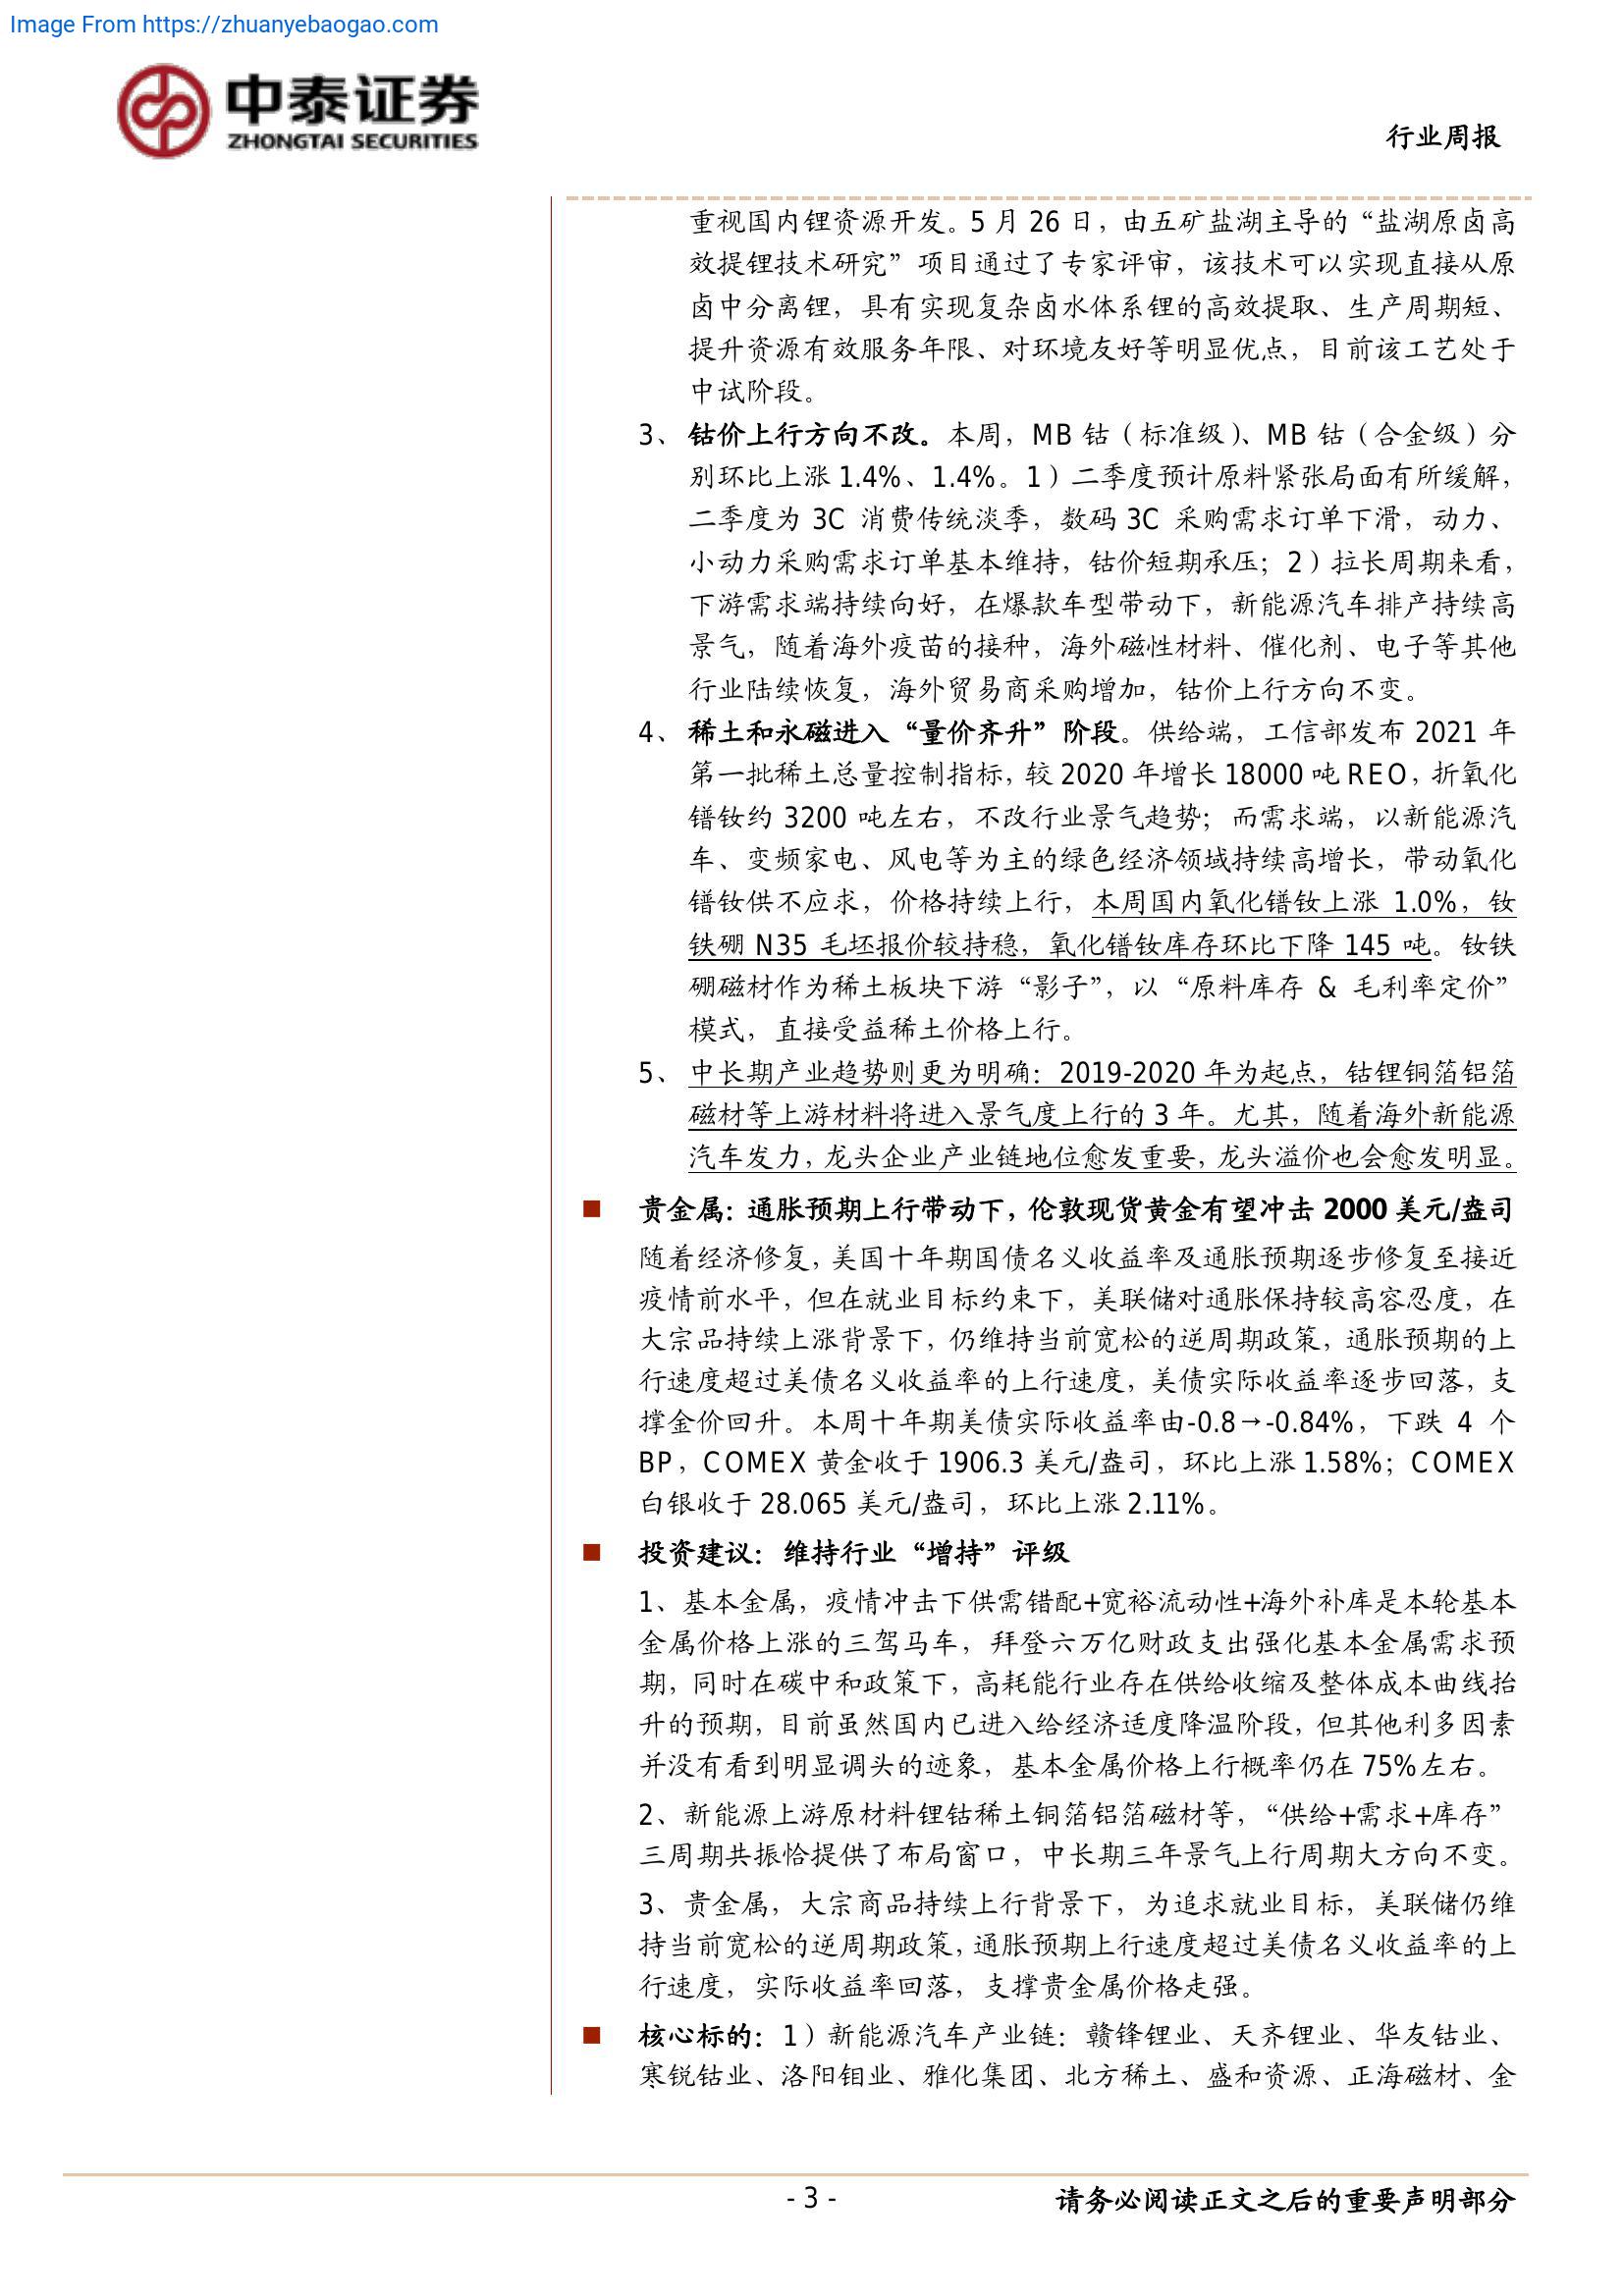 Image From https://zhuanyebaogao.com
中泰证券
ZHONGTAI SECURITIES
行业周报
重视国内锂资源开发。5 月 26 日，由五矿盐湖主导的“盐湖原卤高
效提锂技术研究”项目通过了专家评审，该技术可以实现直接从原
卤中分离锂，具有实现复杂卤水体系锂的高效提取、生产周期短、
提升资源有效服务年限、对环境友好等明显优点，目前该工艺处于
中试阶段。
3、钴价上行方向不改。本周，MB 钴（标准级）、MB 钴（合金级）分
别环比上涨 1.4%、1.4%。1）二季度预计原料紧张局面有所缓解，
二季度为 3C 消费传统淡季，数码 3C 采购需求订单下滑，动力、
小动力采购需求订单基本维持，钴价短期承压；2）拉长周期来看，
下游需求端持续向好，在爆款车型带动下，新能源汽车排产持续高
景气，随着海外疫苗的接种，海外磁性材料、催化剂、电子等其他
行业陆续恢复，海外贸易商采购增加，钴价上行方向不变。
4、稀土和永磁进入“量价齐升”阶段。供给端，工信部发布 2021 年
第一批稀土总量控制指标，较 2020 年增长 18000 吨 REO，折氧化
镨钕约 3200 吨左右，不改行业景气趋势；而需求端，以新能源汽
车、变频家电、风电等为主的绿色经济领域持续高增长，带动氧化
镨钕供不应求，价格持续上行，本周国内氧化镨钕上涨 1.0%，钕
铁硼 N35 毛坯报价较持稳，氧化镨钕库存环比下降 145 吨。钕铁
硼磁材作为稀土板块下游“影子”，以“原料库存 & 毛利率定价”
模式，直接受益稀土价格上行。
5、中长期产业趋势则更为明确：2019-2020 年为起点，钴锂铜箔铝箔
磁材等上游材料将进入景气度上行的 3 年。尤其，随着海外新能源
汽车发力，龙头企业产业链地位愈发重要，龙头溢价也会愈发明显。
■ 贵金属：通胀预期上行带动下，伦敦现货黄金有望冲击 2000 美元/盎司
随着经济修复，美国十年期国债名义收益率及通胀预期逐步修复至接近
疫情前水平，但在就业目标约束下，美联储对通胀保持较高容忍度，在
大宗品持续上涨背景下，仍维持当前宽松的逆周期政策，通胀预期的上
行速度超过美债名义收益率的上行速度，美债实际收益率逐步回落，支
撑金价回升。本周十年期美债实际收益率由-0.8→-0.84%，下跌 4 个
BP，COMEX 黄金收于 1906.3 美元/盎司，环比上涨 1.58%；COMEX
白银收于 28.065 美元/盎司，环比上涨 2.11%。
■ 投资建议：维持行业“增持”评级
1、基本金属，疫情冲击下供需错配+宽裕流动性+海外补库是本轮基本
金属价格上涨的三驾马车，拜登六万亿财政支出强化基本金属需求预
期，同时在碳中和政策下，高耗能行业存在供给收缩及整体成本曲线抬
升的预期，目前虽然国内已进入给经济适度降温阶段，但其他利多因素
并没有看到明显调头的迹象，基本金属价格上行概率仍在 75%左右。
2、新能源上游原材料锂钴稀土铜箔铝箔磁材等，“供给+需求+库存”
三周期共振恰提供了布局窗口，中长期三年景气上行周期大方向不变。
3、贵金属，大宗商品持续上行背景下，为追求就业目标，美联储仍维
持当前宽松的逆周期政策，通胀预期上行速度超过美债名义收益率的上
行速度，实际收益率回落，支撑贵金属价格走强。
■ 核心标的：1）新能源汽车产业链：赣锋锂业、天齐锂业、华友钴业、
寒锐钴业、洛阳钼业、雅化集团、北方稀土、盛和资源、正海磁材、金
- 3 -
请务必阅读正文之后的重要声明部分